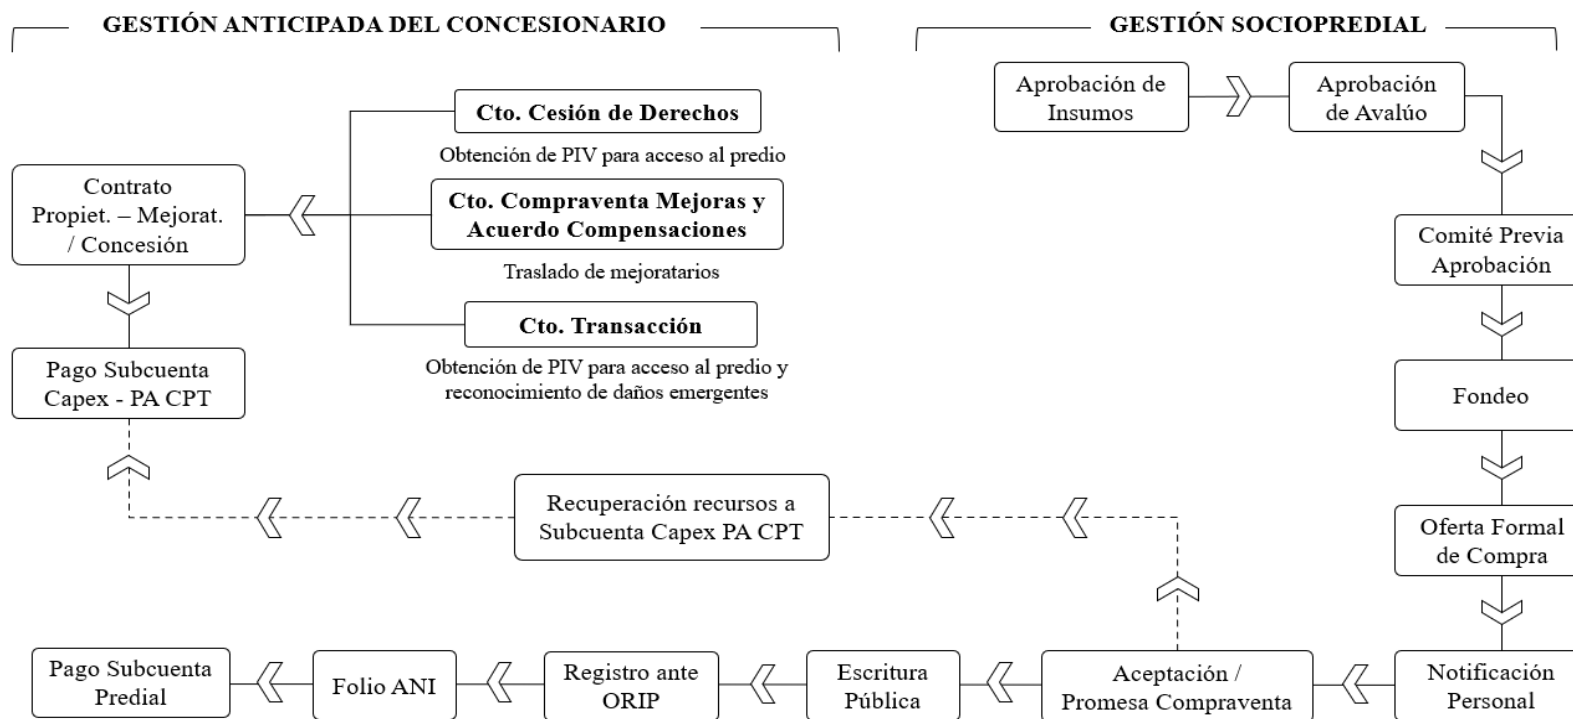 GESTIÓN ANTICIPADA DEL CONCESIONARIO
Cto. Cesión de Derechos
Obtención de PIV para acceso al predio
Contrato
Propiet. – Mejorat.
/ Concesión
Cto. Compraventa Mejoras y
Acuerdo Compensaciones
Traslado de mejoratarios
Cto. Transacción
Obtención de PIV para acceso al predio y
reconocimiento de daños emergentes
Pago Subcuenta
Capex - PA CPT
GESTIÓN SOCIOPREDIAL
Aprobación de
Insumos
Aprobación
de Avalúo
Comité Previa
Aprobación
Fondeo
Oferta Formal
de Compra
Notificación
Personal
Aceptación /
Promesa Compraventa
Recuperación recursos a
Subcuenta Capex PA CPT
Escritura
Pública
Registro ante
ORIP
Folio ANI
Pago Subcuenta
Predial